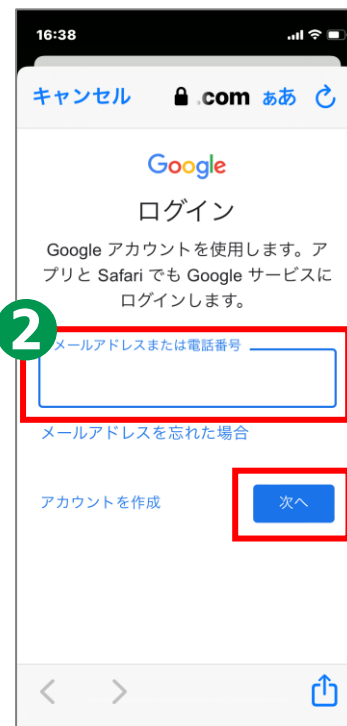 16:38
キャンセル .com ああ
Google
ログイン
Google アカウントを使用します。ア
プリと Safari でも Google サービスに
ログインします。
2
メールアドレスまたは電話番号
メールアドレスを忘れた場合
アカウントを作成 次へ